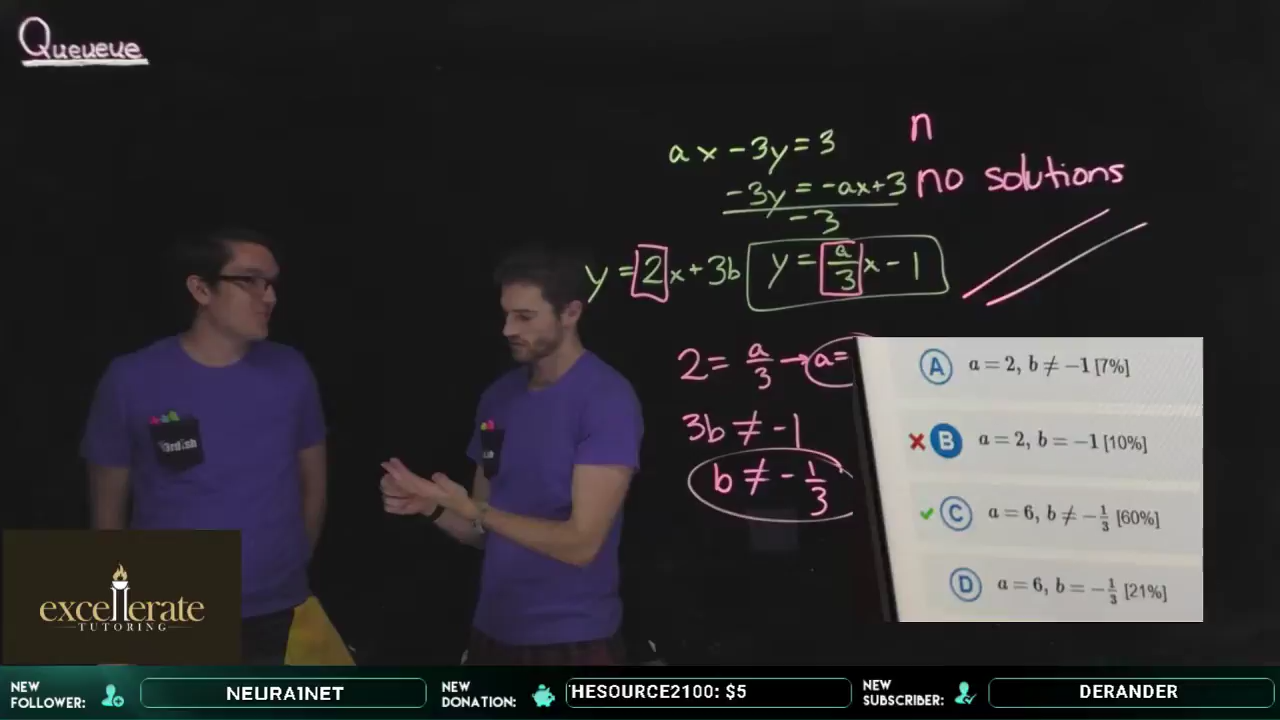 Queueue
ax - 3y = 3
n
-3y = -ax + 3
-3
no solutions
y = 2x + 3b
y = a/3 x - 1
2 = a/3 → a =
3b ≠ -1
b ≠ - 1/3
A a = 2, b ≠ −1 [7%]
B a = 2, b = −1 [10%]
C a = 6, b ≠ −1/3 [60%]
D a = 6, b = −1/3 [21%]
excellerate
TUTORING
NEW FOLLOWER:
NEURA1NET
NEW DONATION:
HESOURCE2100: $5
NEW SUBSCRIBER:
DERANDER